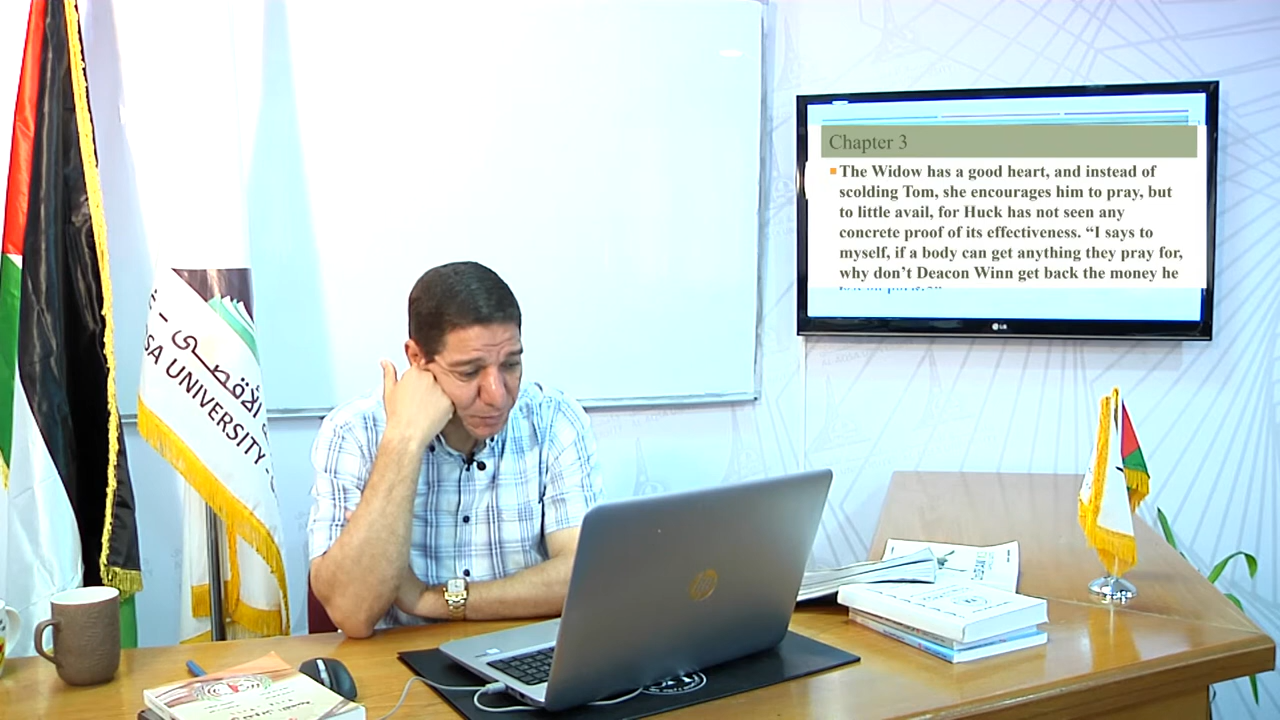 Chapter 3
The Widow has a good heart, and instead of
scolding Tom, she encourages him to pray, but
to little avail, for Huck has not seen any
concrete proof of its effectiveness. “I says to
myself, if a body can get anything they pray for,
why don’t Deacon Winn get back the money he
LG
الأقصى -
SA UNIVERSITY -
hp